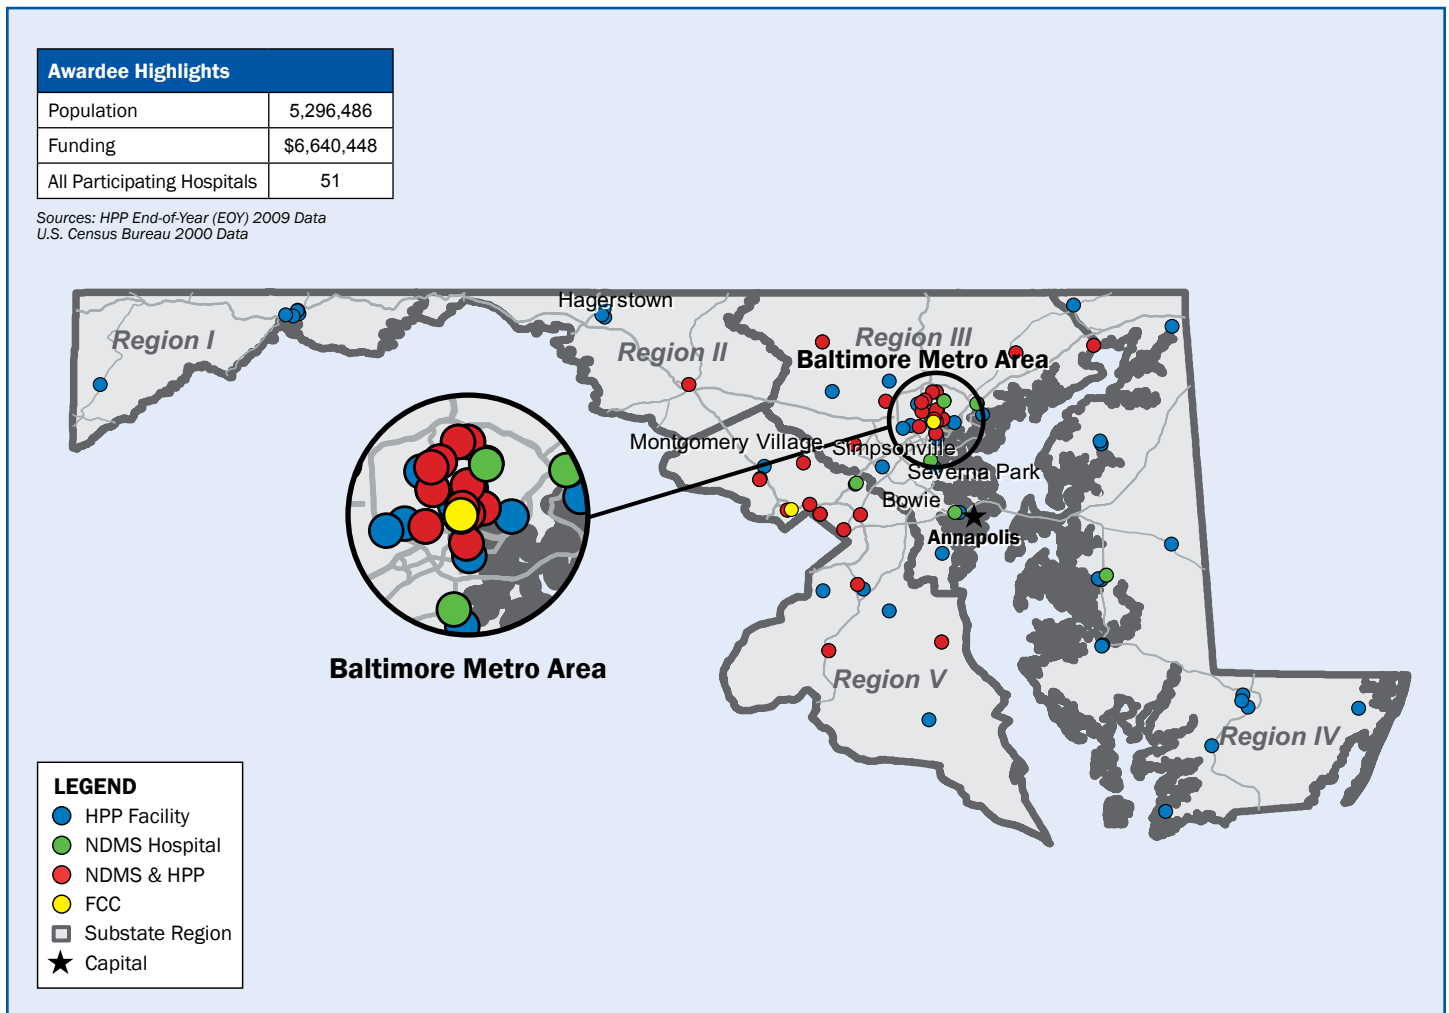 Awardee Highlights
Population 5,296,486
Funding $6,640,448
All Participating Hospitals 51
Sources: HPP End-of-Year (EOY) 2009 Data
U.S. Census Bureau 2000 Data
Hagerstown
Region I
Region II
Region III
Baltimore Metro Area
Montgomery Village
Simpsonville
Severna Park
Bowie
Annapolis
Baltimore Metro Area
Region V
Region IV
LEGEND
HPP Facility
NDMS Hospital
NDMS & HPP
FCC
Substate Region
Capital